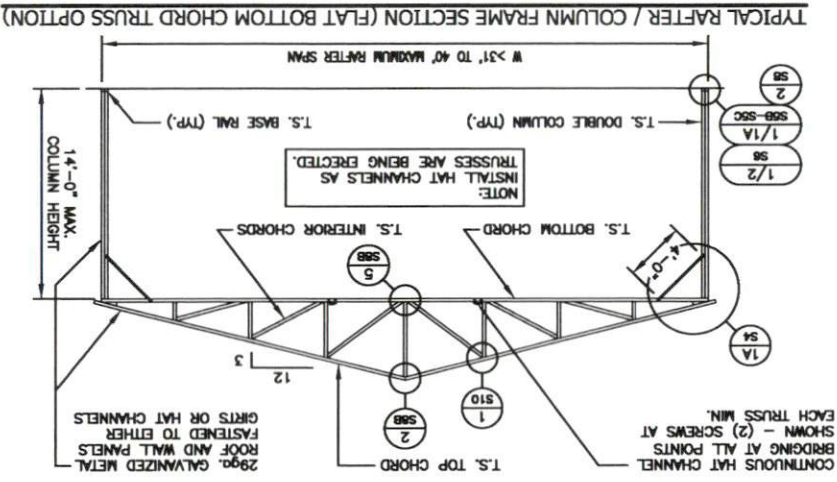 CONTINUOUS HAT CHANNEL
BRIDGING AT ALL POINTS
SHOWN – (2) SCREWS AT
EACH TRUSS MIN.
T.S. TOP CHORD
29ga. GALVANIZED METAL
ROOF AND WALL PANELS
FASTENED TO EITHER
GIRTS OR HAT CHANNELS
1
S10
2
S8B
12
3
1A
S4
4'-0"
5
S8B
T.S. BOTTOM CHORD
T.S. INTERIOR CHORDS
14'-0" MAX.
COLUMN HEIGHT
NOTE:
INSTALL HAT CHANNELS AS
TRUSSES ARE BEING ERECTED.
1/2
S6
1/1A
S5B-S5C
2
S8
T.S. DOUBLE COLUMN (TYP.)
T.S. BASE RAIL (TYP.)
W >31' TO 40' MAXIMUM RAFTER SPAN
TYPICAL RAFTER / COLUMN FRAME SECTION (FLAT BOTTOM CHORD TRUSS OPTION)